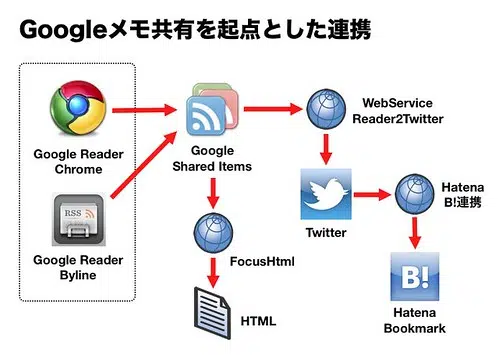 Googleメモ共有を起点とした連携
Google Reader
Chrome
RSS
Google Reader
Byline
Google
Shared Items
WebService
Reader2Twitter
FocusHtml
HTML
Twitter
Hatena
B!連携
B!
Hatena
Bookmark